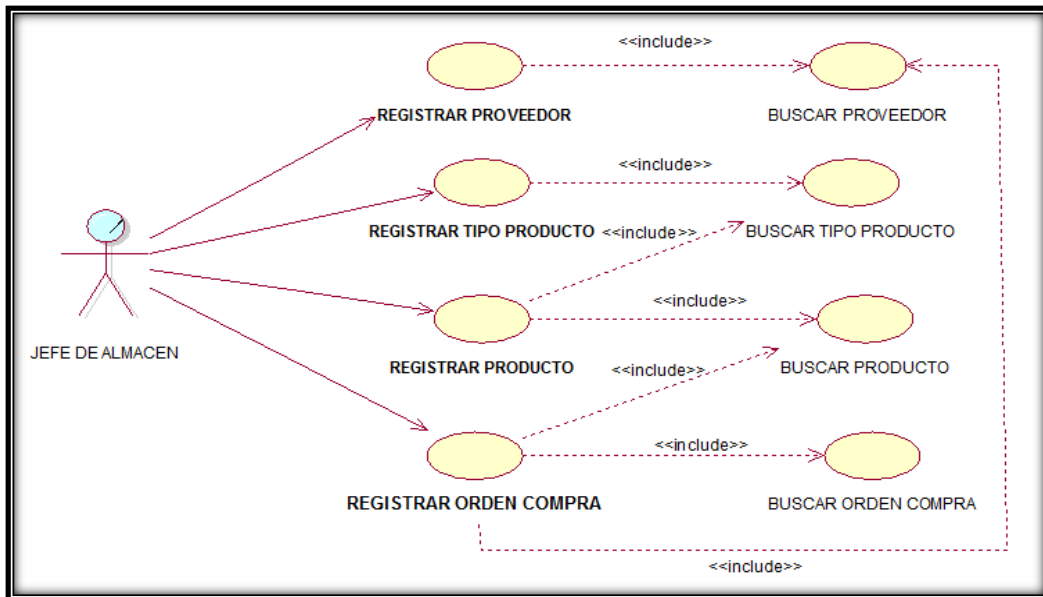 <<include>>
REGISTRAR PROVEEDOR
BUSCAR PROVEEDOR
<<include>>
REGISTRAR TIPO PRODUCTO
<<include>>
BUSCAR TIPO PRODUCTO
<<include>>
JEFE DE ALMACEN
REGISTRAR PRODUCTO
<<include>>
BUSCAR PRODUCTO
<<include>>
REGISTRAR ORDEN COMPRA
BUSCAR ORDEN COMPRA
<<include>>